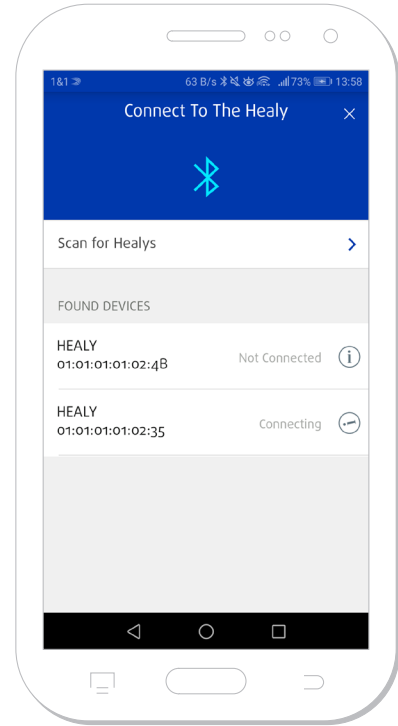 1&1 63 B/s 73% 13:58
Connect To The Healy
Scan for Healys
FOUND DEVICES
HEALY
01:01:01:01:02:4B
Not Connected
HEALY
01:01:01:01:02:35
Connecting